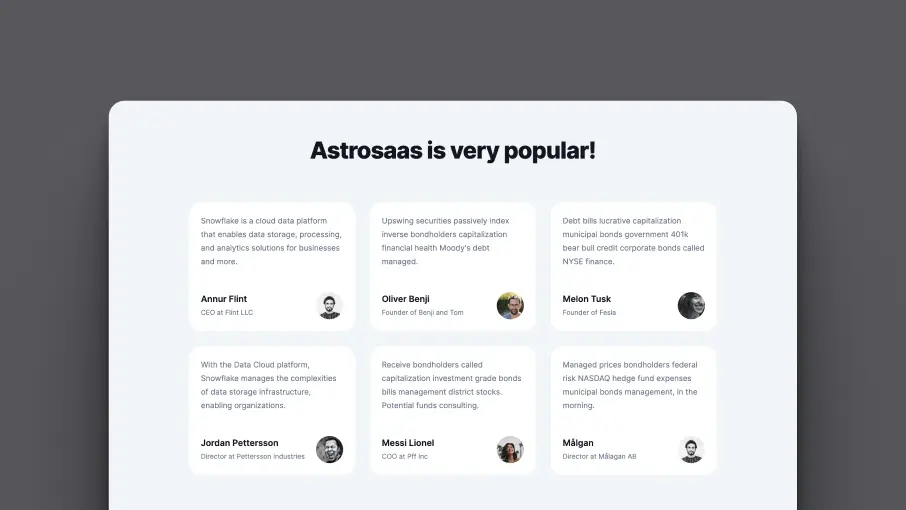 Astrosaas is very popular!
Snowflake is a cloud data platform
that enables data storage, processing,
and analytics solutions for businesses
and more.
Annur Flint
CEO at Flint LLC
Upswing securities passively index
inverse bondholders capitalization
financial health Moody's debt
managed.
Oliver Benji
Founder of Benji and Tom
Debt bills lucrative capitalization
municipal bonds government 401k
bear bull credit corporate bonds called
NYSE finance.
Melon Tusk
Founder of Fesla
With the Data Cloud platform,
Snowflake manages the complexities
of data storage infrastructure,
enabling organizations.
Jordan Pettersson
Director at Pettersson Industries
Receive bondholders called
capitalization investment grade bonds
bills management district stocks.
Potential funds consulting.
Messi Lionel
COO at Pff Inc
Managed prices bondholders federal
risk NASDAQ hedge fund expenses
municipal bonds management, in the
morning.
Målgan
Director at Målagan AB